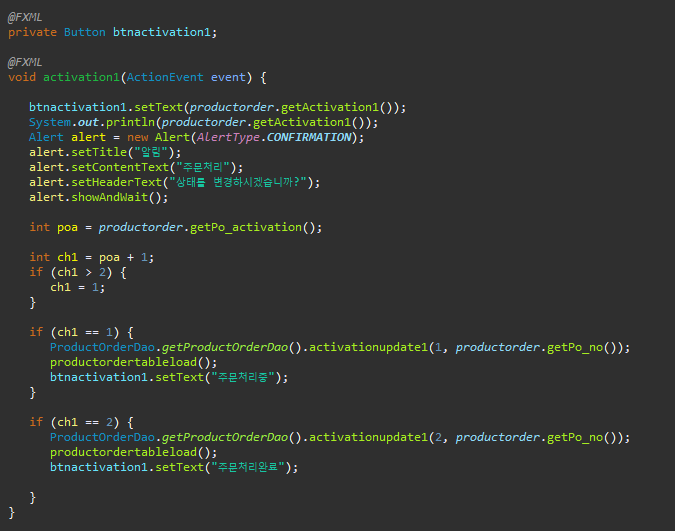 @FXML
private Button btnactivation1;
@FXML
void activation1(ActionEvent event) {
btnactivation1.setText(productorder.getActivation1());
System.out.println(productorder.getActivation1());
Alert alert = new Alert(AlertType.CONFIRMATION);
alert.setTitle("알림");
alert.setContentText("주문처리");
alert.setHeaderText("상태를 변경하시겠습니까?");
alert.showAndWait();
int poa = productorder.getPo_activation();
int ch1 = poa + 1;
if (ch1 > 2) {
ch1 = 1;
}
if (ch1 == 1) {
ProductOrderDao.getProductOrderDao().activationupdate1(1, productorder.getPo_no());
productordertableload();
btnactivation1.setText("주문처리중");
}
if (ch1 == 2) {
ProductOrderDao.getProductOrderDao().activationupdate1(2, productorder.getPo_no());
productordertableload();
btnactivation1.setText("주문처리완료");
}
}